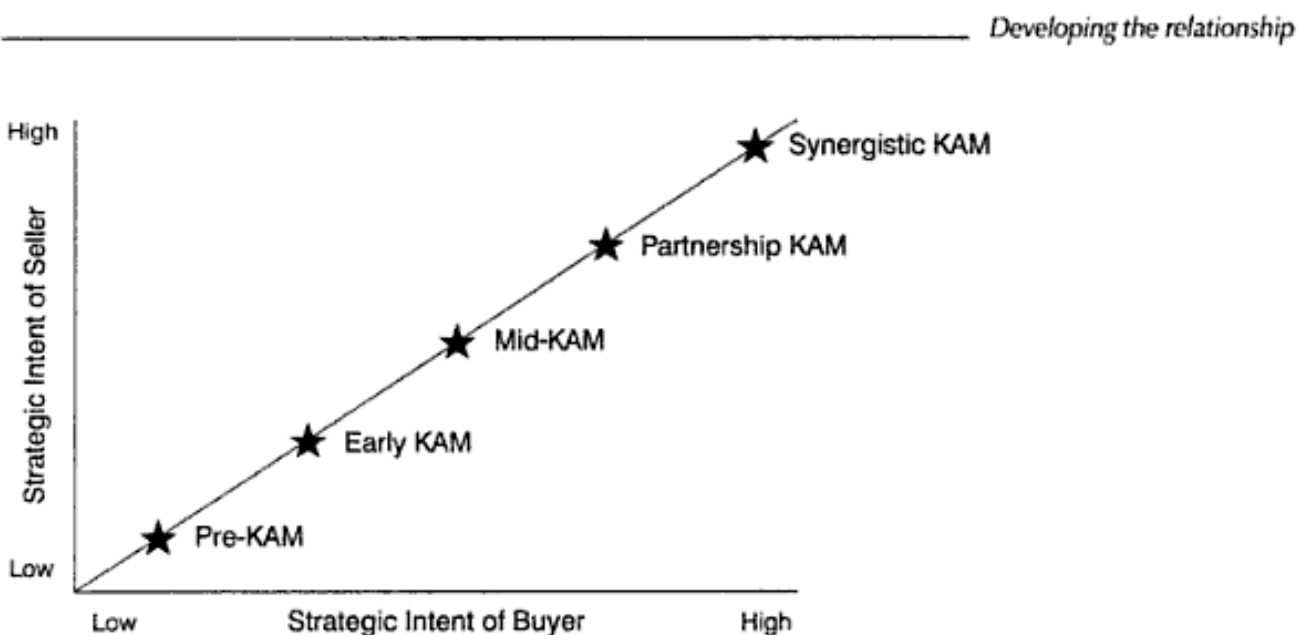 Developing the relationship
High
Synergistic KAM
Partnership KAM
Mid-KAM
Early KAM
Pre-KAM
Strategic Intent of Seller
Low
Low
Strategic Intent of Buyer
High